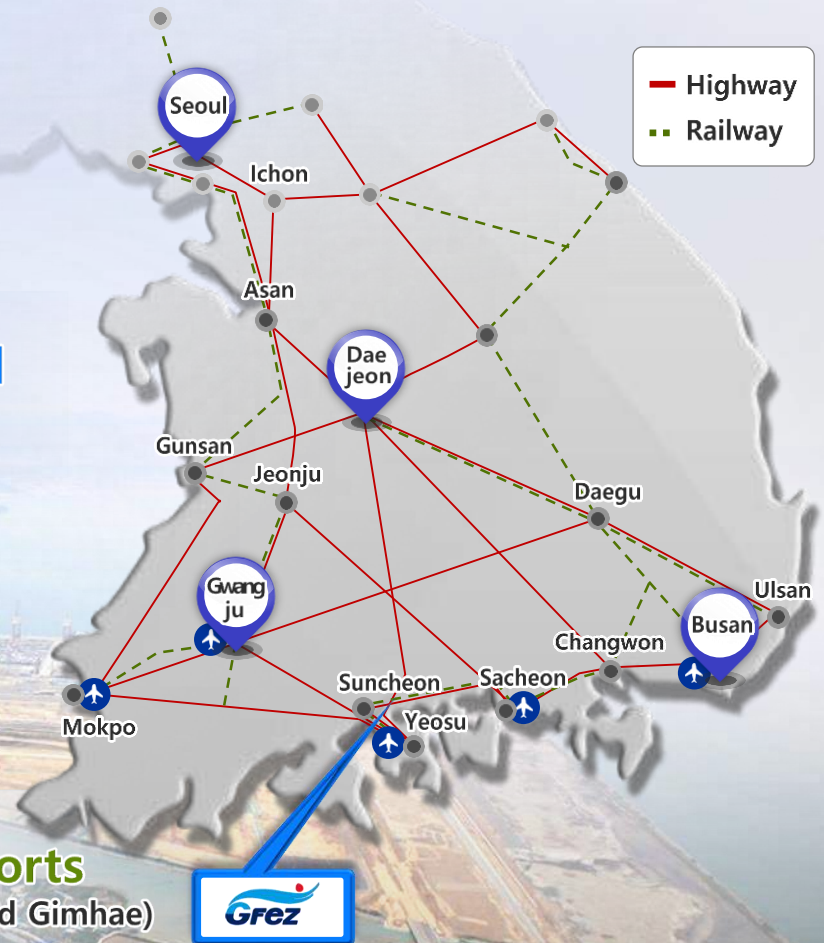 Highway
Railway
Seoul
Ichon
Asan
Dae
jeon
Gunsan
Jeonju
Daegu
Gwang
ju
Ulsan
Busan
Changwon
Suncheon
Sacheon
Yeosu
Mokpo
orts
d Gimhae)
GFEZ